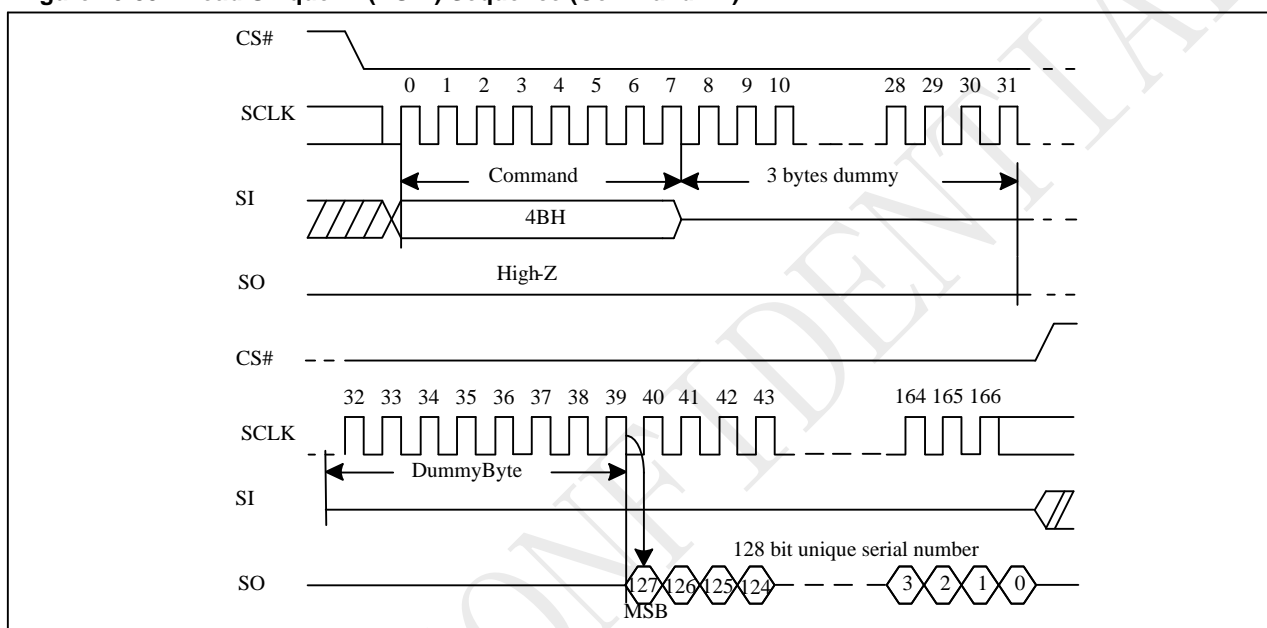 CS#
0 1 2 3 4 5 6 7 8 9 10 28 29 30 31
SCLK
Command 3 bytes dummy
SI
4BH
High-Z
SO
CS#
32 33 34 35 36 37 38 39 40 41 42 43 164 165 166
SCLK
DummyByte
SI
128 bit unique serial number
SO
127 126 125 124 3 2 1 0
MSB
ONFIDENTIA